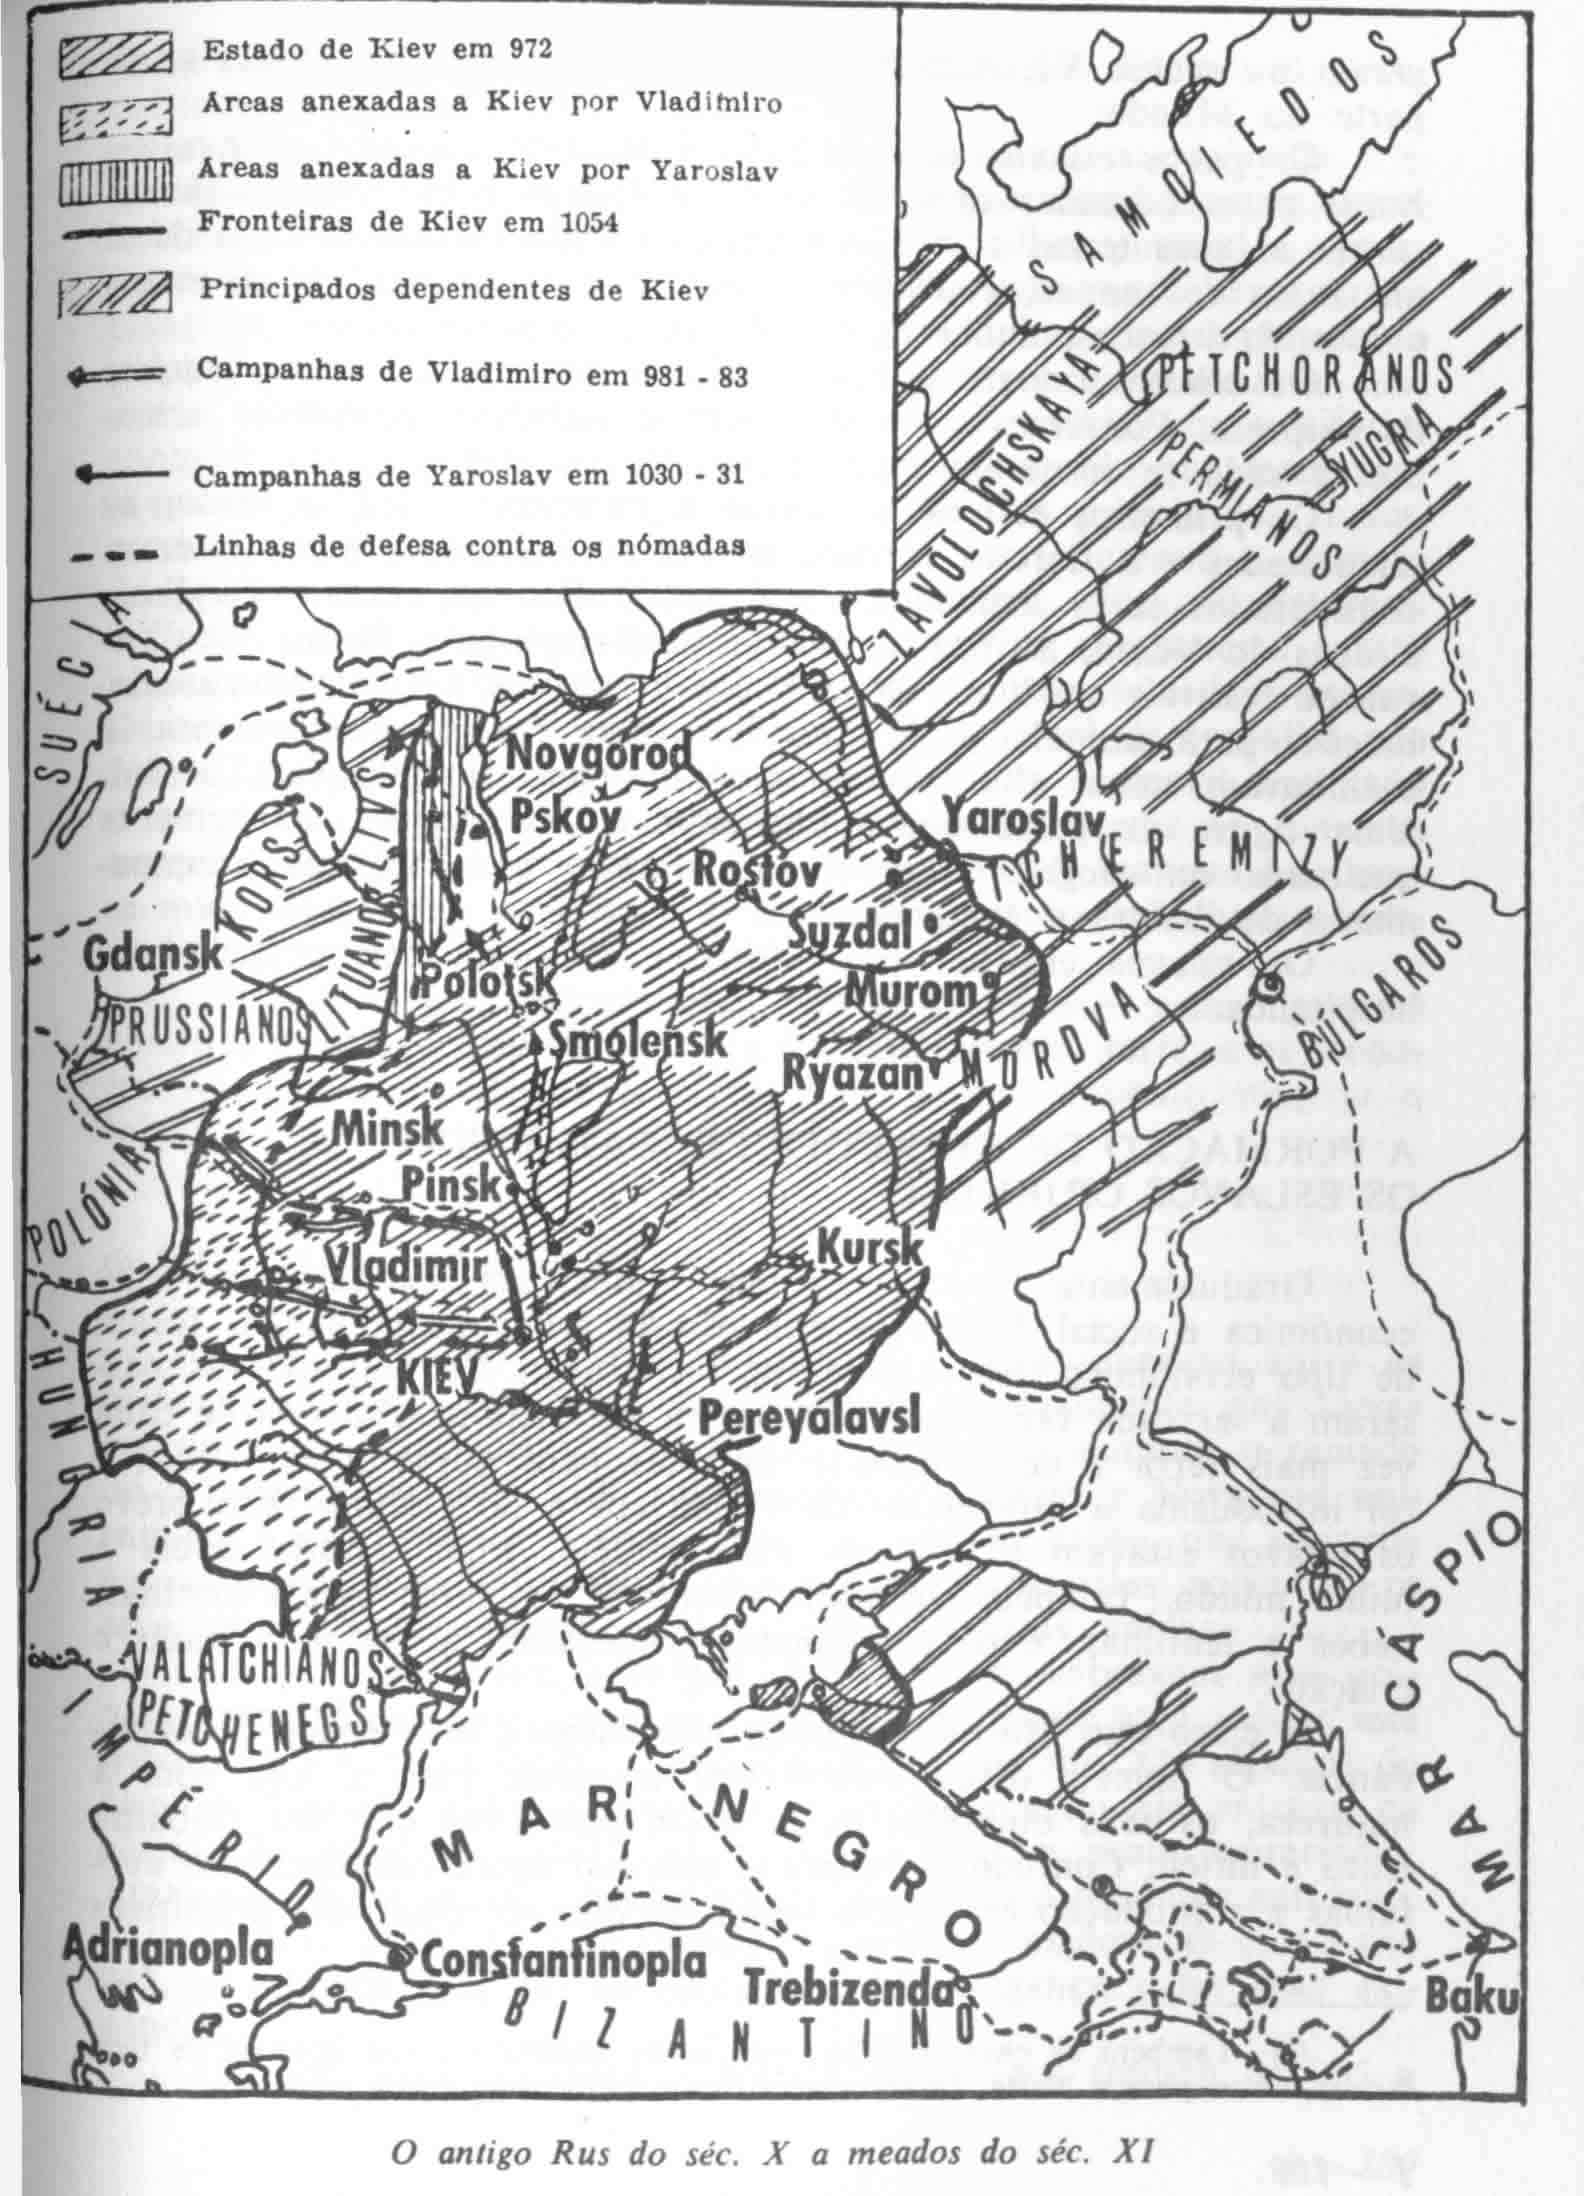 Estado de Kiev em 972
Areas anexadas a Kiev por Vladimiro
Áreas anexadas a Kiev por Yaroslav
Fronteiras de Kiev em 1054
Principados dependentes de Kiev
Campanhas de Vladimiro em 981 - 83
Campanhas de Yaroslav em 1030 - 31
Linhas de defesa contra os nómadas
SAMOIEDOS
PETCHORANOS
YUGRA
PERMIANOS
ZAVOLOCHSKAYA
SUÉCIA
Novgorod
Pskov
Yaroslav
Rostov
TCHEREMIZY
LIVS
KORS
Suzdal
Gdansk
LITUANOS
Polotsk
Murom
BULGAROS
PRUSSIANOS
Smolensk
MORDVA
Ryazan
Minsk
Pinsk
POLÓNIA
Kursk
Vladimir
KIEV
HUNGRIA
Pereyalavsl
MAR CÁSPIO
VALATCHIANOS
PETCHENEGS
MAR NEGRO
IMPÉRIO
Adrianopla
Constantinopla
Trebizenda
Baku
BIZANTINO
O antigo Rus do séc. X a meados do séc. XI